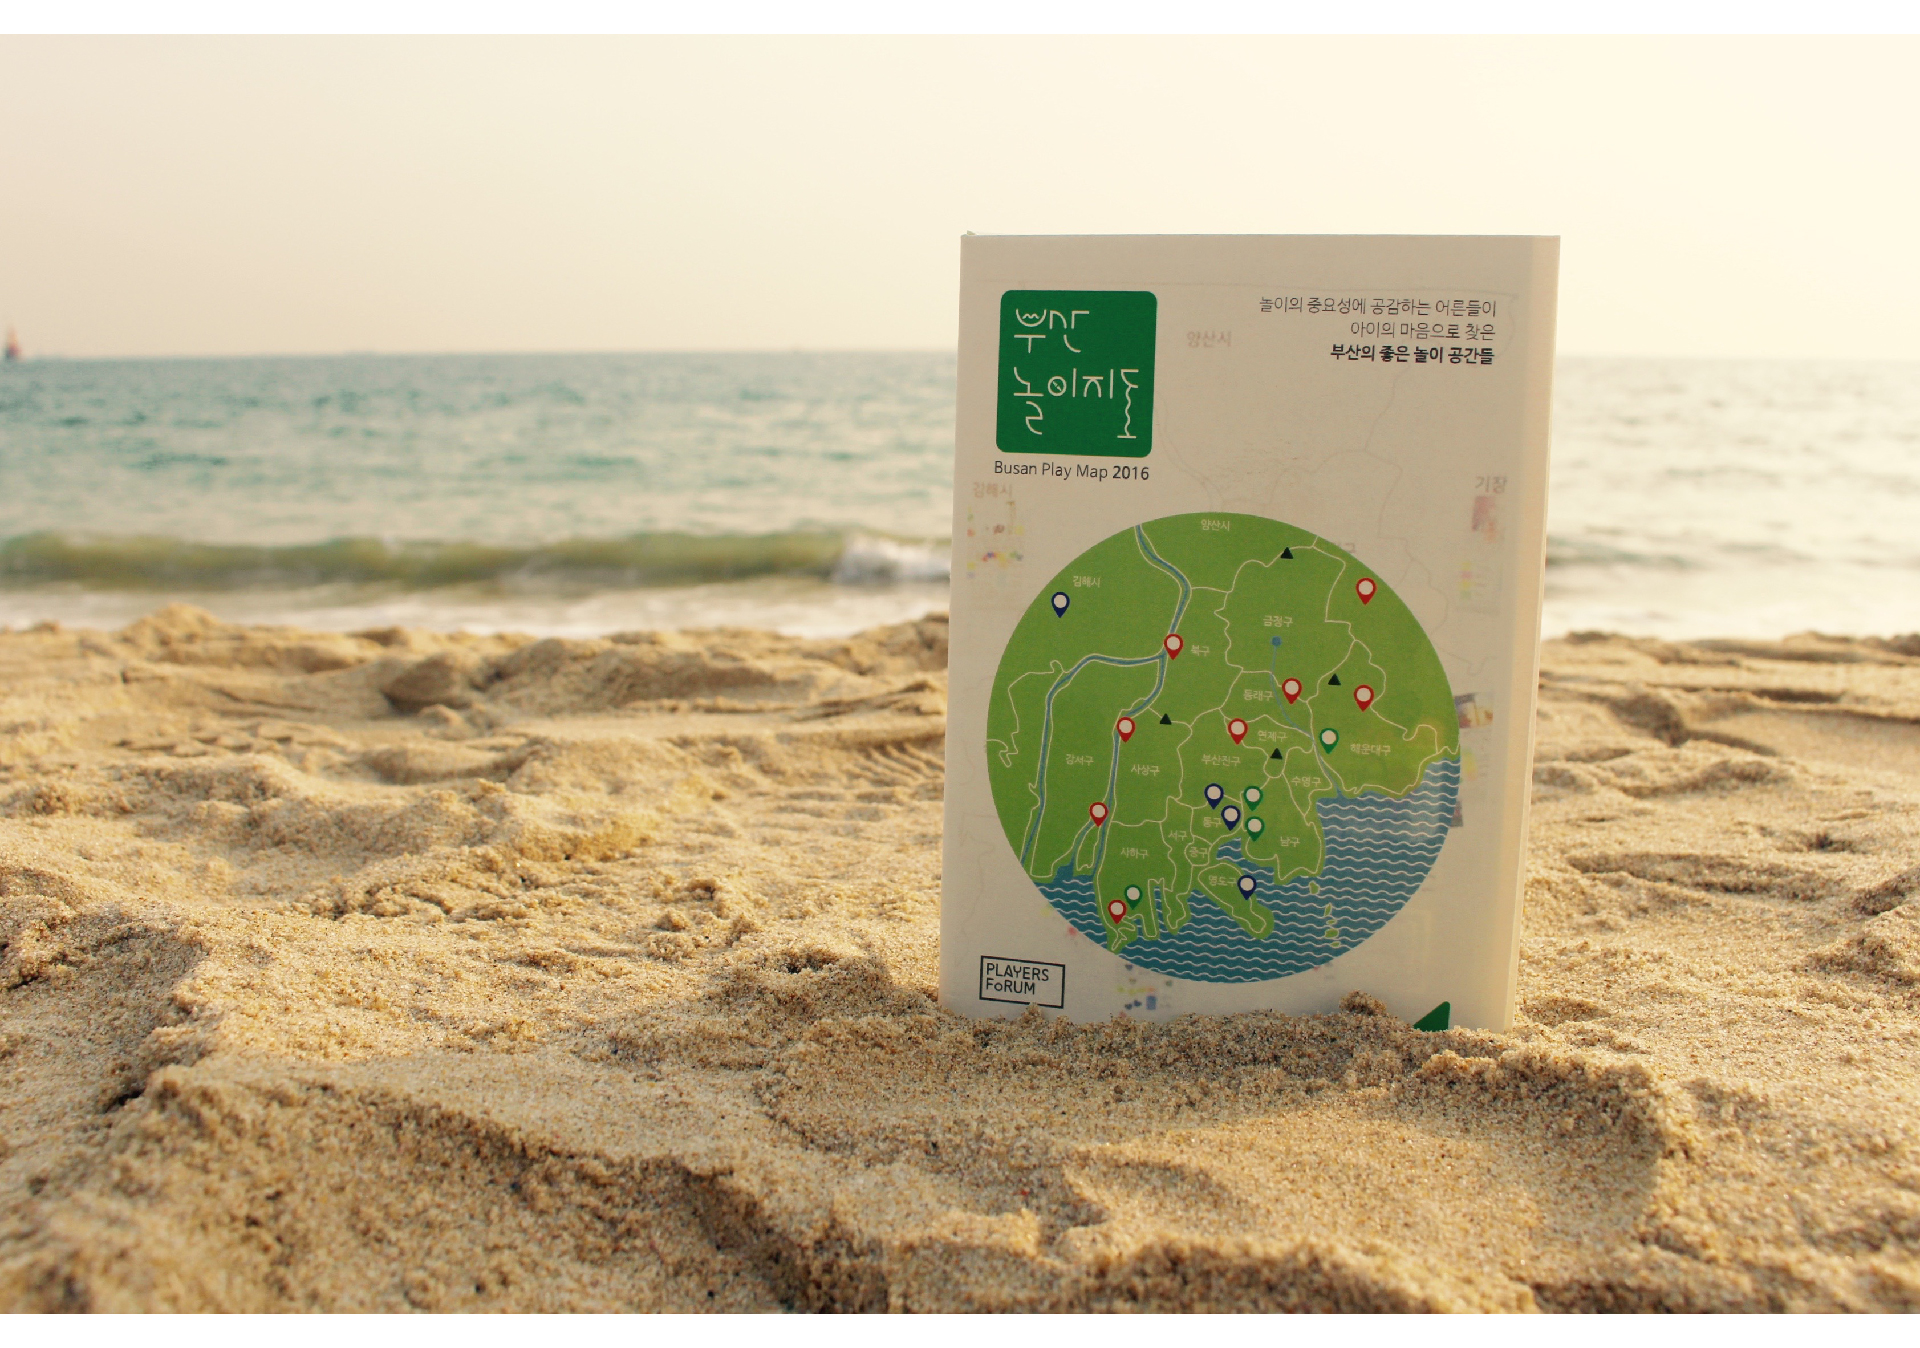 부산
놀이지도
Busan Play Map 2016
놀이의 중요성에 공감하는 어른들이
아이의 마음으로 찾은
부산의 좋은 놀이 공간들
양산시
김해시
기장
양산시
김해시
금정구
북구
동래구
연제구
해운대구
강서구
사상구
부산진구
수영구
동구
서구
남구
사하구
중구
영도구
PLAYERS
FoRUM